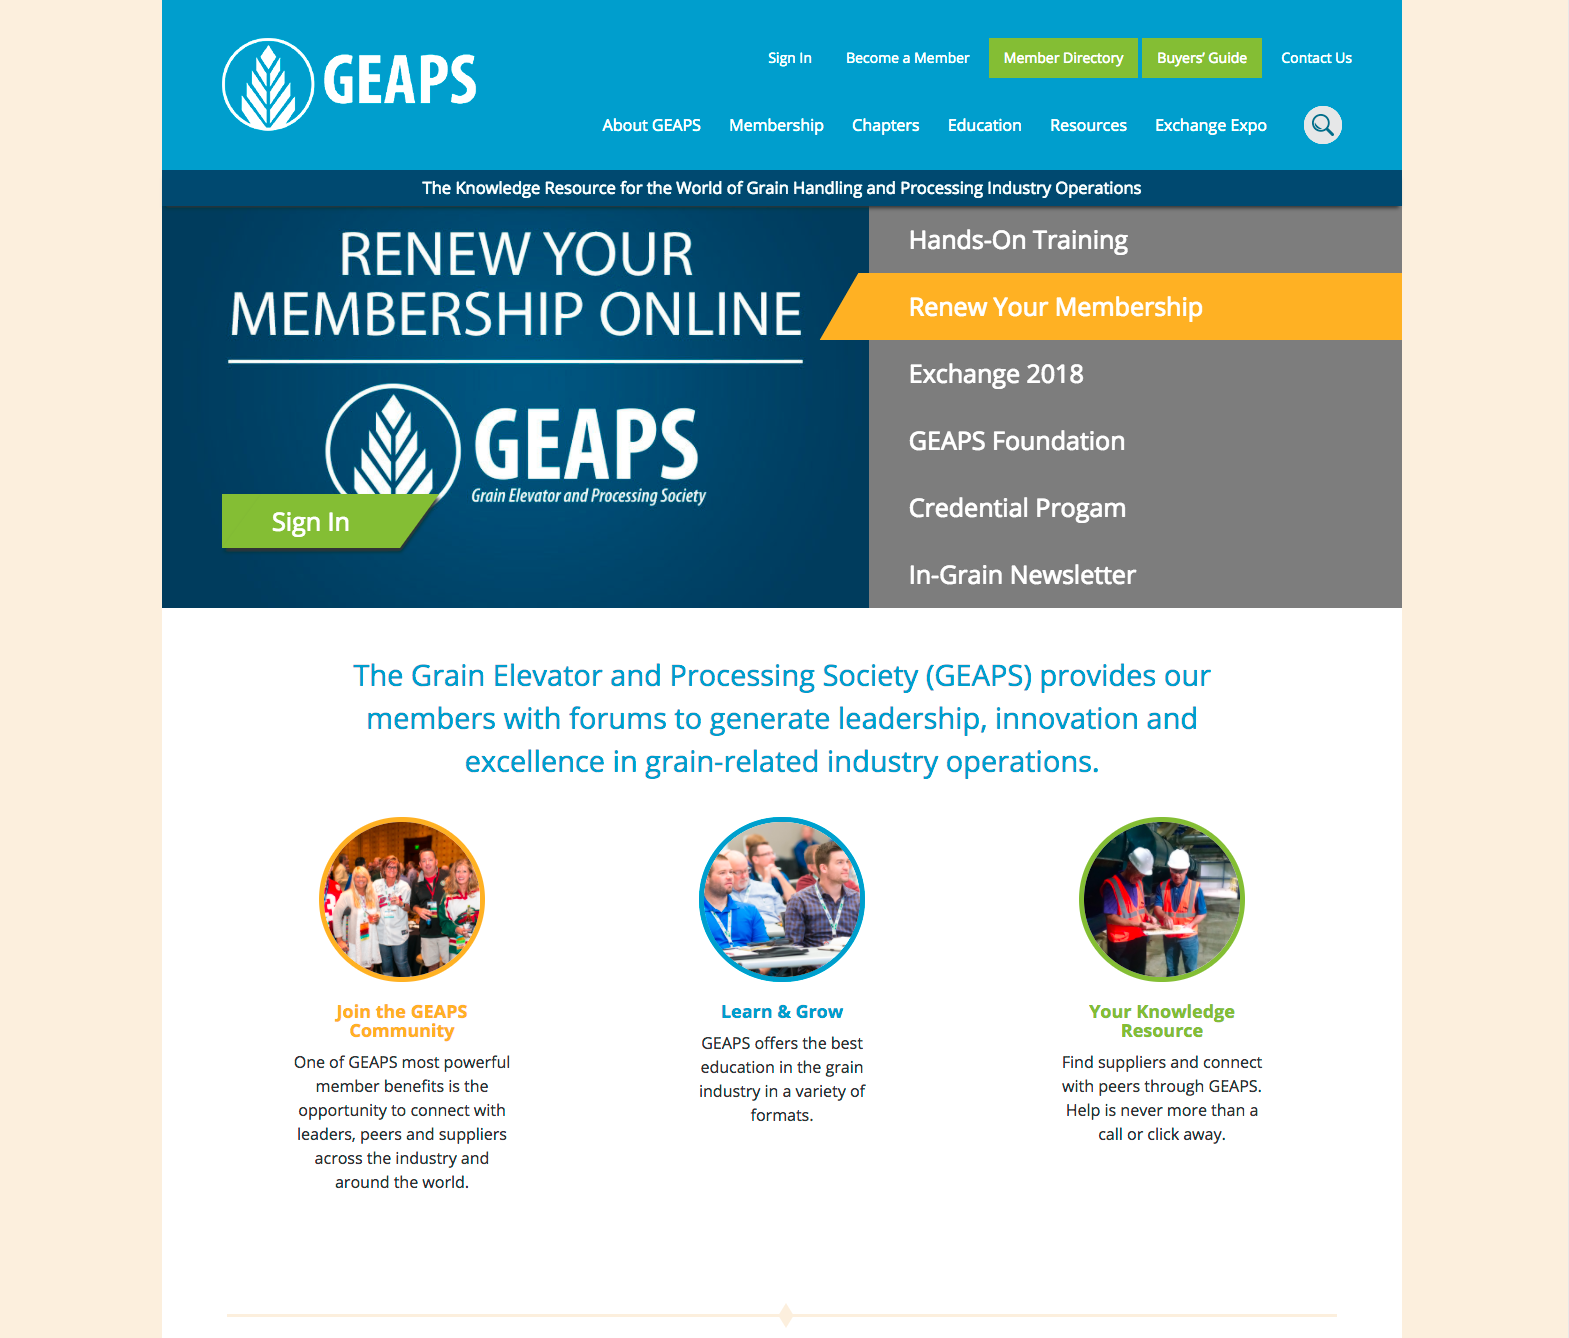 GEAPS
Sign In
Become a Member
Member Directory
Buyers' Guide
Contact Us
About GEAPS
Membership
Chapters
Education
Resources
Exchange Expo
The Knowledge Resource for the World of Grain Handling and Processing Industry Operations
RENEW YOUR
MEMBERSHIP ONLINE
GEAPS
Grain Elevator and Processing Society
Sign In
Hands-On Training
Renew Your Membership
Exchange 2018
GEAPS Foundation
Credential Progam
In-Grain Newsletter
The Grain Elevator and Processing Society (GEAPS) provides our
members with forums to generate leadership, innovation and
excellence in grain-related industry operations.
Join the GEAPS
Community
One of GEAPS most powerful
member benefits is the
opportunity to connect with
leaders, peers and suppliers
across the industry and
around the world.
Learn & Grow
GEAPS offers the best
education in the grain
industry in a variety of
formats.
Your Knowledge
Resource
Find suppliers and connect
with peers through GEAPS.
Help is never more than a
call or click away.